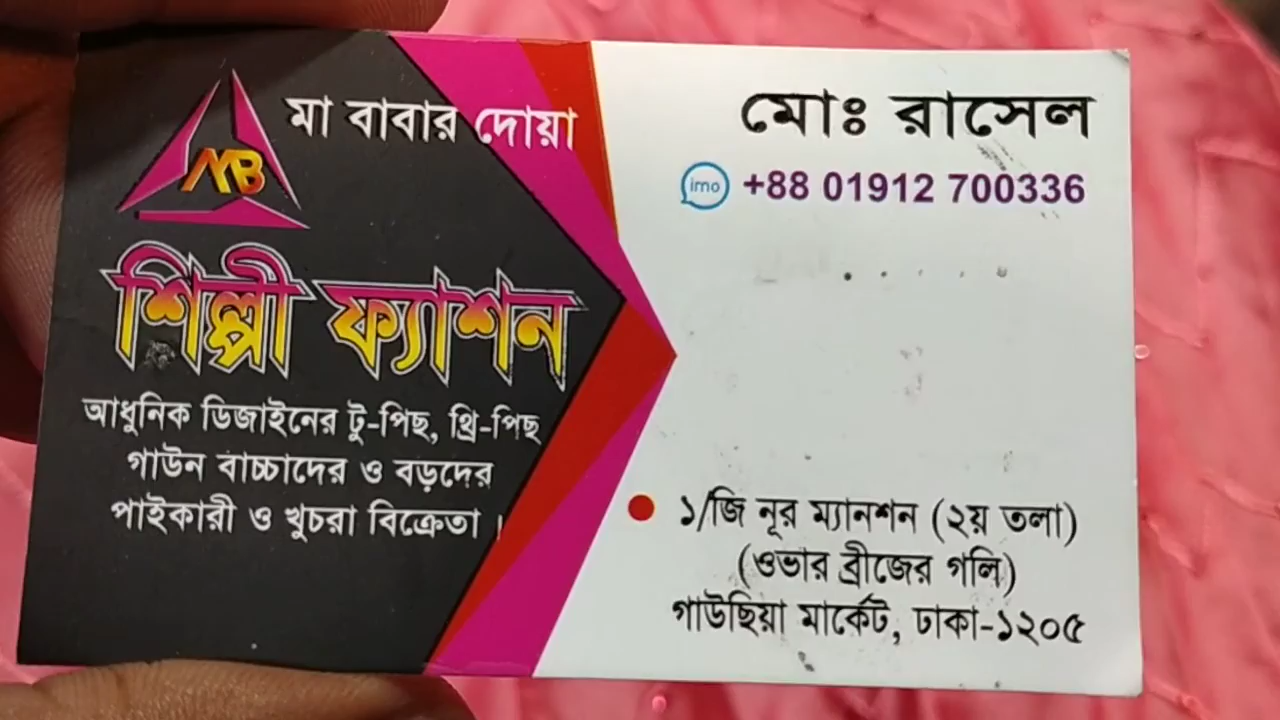 NB
মা বাবার দোয়া
শিল্পী ফ্যাশন
আধুনিক ডিজাইনের টু-পিছ, থ্রি-পিছ
গাউন বাচ্চাদের ও বড়দের
পাইকারী ও খুচরা বিক্রেতা।
মোঃ রাসেল
imo +88 01912 700336
১/জি নূর ম্যানশন (২য় তলা)
(ওভার ব্রীজের গলি)
গাউছিয়া মার্কেট, ঢাকা-১২০৫